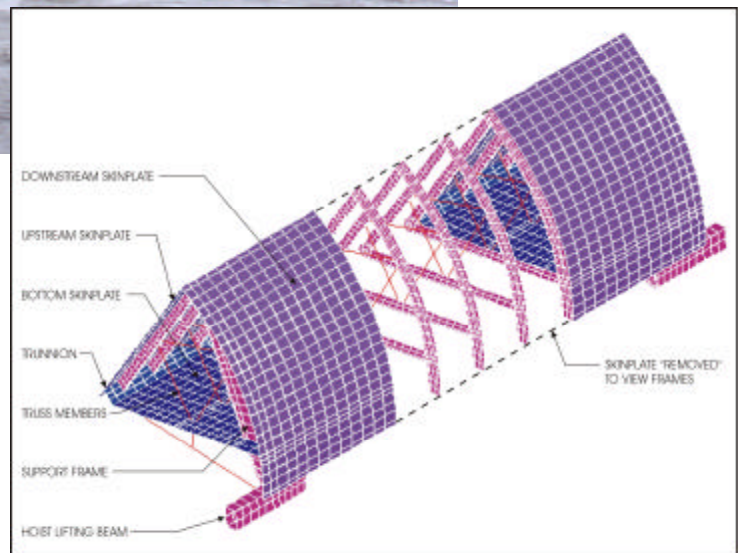 DOWNSTREAM SKINPLATE
UPSTREAM SKINPLATE
BOTTOM SKINPLATE
TRUNNION
TRUSS MEMBERS
SUPPORT FRAME
HOIST LIFTING BEAM
SKINPLATE "REMOVED"
TO VIEW FRAMES